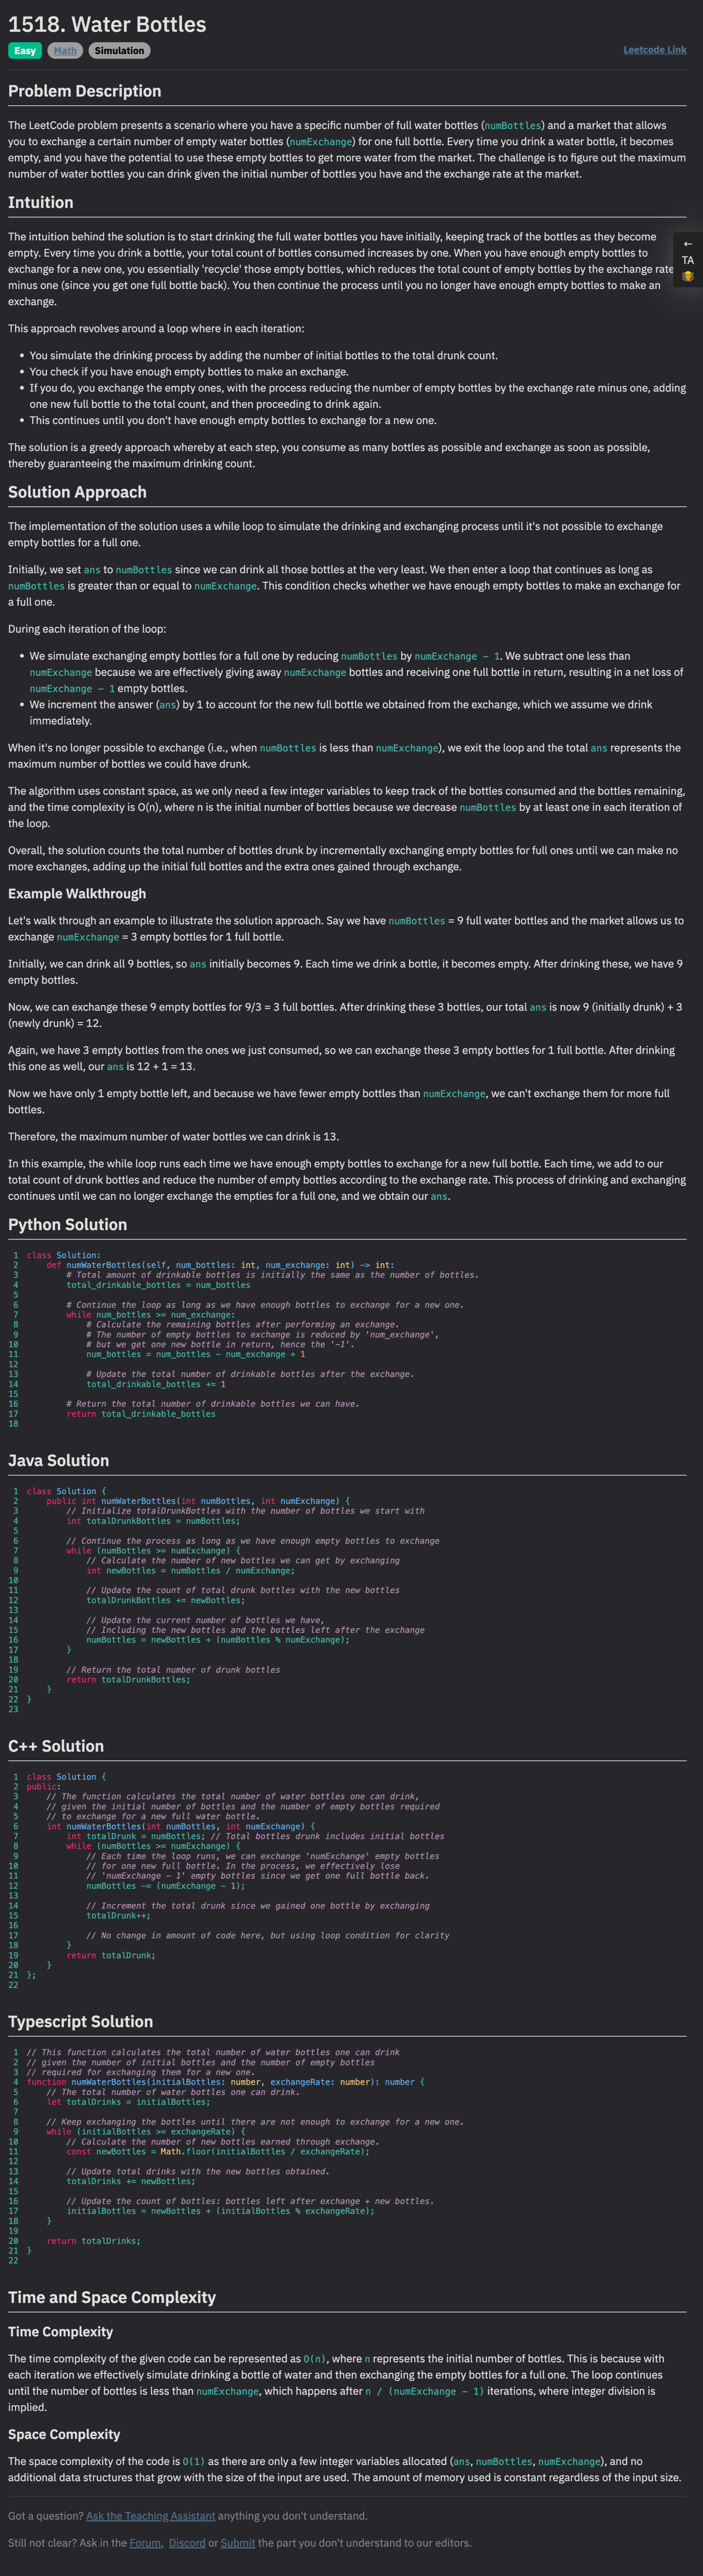 1518. Water Bottles
Easy Math Simulation Leetcode Link
Problem Description
The LeetCode problem presents a scenario where you have a specific number of full water bottles (numBottles) and a market that allows
you to exchange a certain number of empty water bottles (numExchange) for one full bottle. Every time you drink a water bottle, it becomes
empty, and you have the potential to use these empty bottles to get more water from the market. The challenge is to figure out the maximum
number of water bottles you can drink given the initial number of bottles you have and the exchange rate at the market.
Intuition
The intuition behind the solution is to start drinking the full water bottles you have initially, keeping track of the bottles as they become
empty. Every time you drink a bottle, your total count of bottles consumed increases by one. When you have enough empty bottles to
exchange for a new one, you essentially 'recycle' those empty bottles, which reduces the total count of empty bottles by the exchange rate
minus one (since you get one full bottle back). You then continue the process until you no longer have enough empty bottles to make an
exchange.
←
TA
This approach revolves around a loop where in each iteration:
• You simulate the drinking process by adding the number of initial bottles to the total drunk count.
• You check if you have enough empty bottles to make an exchange.
• If you do, you exchange the empty ones, with the process reducing the number of empty bottles by the exchange rate minus one, adding
one new full bottle to the total count, and then proceeding to drink again.
• This continues until you don't have enough empty bottles to exchange for a new one.
The solution is a greedy approach whereby at each step, you consume as many bottles as possible and exchange as soon as possible,
thereby guaranteeing the maximum drinking count.
Solution Approach
The implementation of the solution uses a while loop to simulate the drinking and exchanging process until it's not possible to exchange
empty bottles for a full one.
Initially, we set ans to numBottles since we can drink all those bottles at the very least. We then enter a loop that continues as long as
numBottles is greater than or equal to numExchange. This condition checks whether we have enough empty bottles to make an exchange for
a full one.
During each iteration of the loop:
• We simulate exchanging empty bottles for a full one by reducing numBottles by numExchange - 1. We subtract one less than
numExchange because we are effectively giving away numExchange bottles and receiving one full bottle in return, resulting in a net loss of
numExchange - 1 empty bottles.
• We increment the answer (ans) by 1 to account for the new full bottle we obtained from the exchange, which we assume we drink
immediately.
When it's no longer possible to exchange (i.e., when numBottles is less than numExchange), we exit the loop and the total ans represents the
maximum number of bottles we could have drunk.
The algorithm uses constant space, as we only need a few integer variables to keep track of the bottles consumed and the bottles remaining,
and the time complexity is O(n), where n is the initial number of bottles because we decrease numBottles by at least one in each iteration of
the loop.
Overall, the solution counts the total number of bottles drunk by incrementally exchanging empty bottles for full ones until we can make no
more exchanges, adding up the initial full bottles and the extra ones gained through exchange.
Example Walkthrough
Let's walk through an example to illustrate the solution approach. Say we have numBottles = 9 full water bottles and the market allows us to
exchange numExchange = 3 empty bottles for 1 full bottle.
Initially, we can drink all 9 bottles, so ans initially becomes 9. Each time we drink a bottle, it becomes empty. After drinking these, we have 9
empty bottles.
Now, we can exchange these 9 empty bottles for 9/3 = 3 full bottles. After drinking these 3 bottles, our total ans is now 9 (initially drunk) + 3
(newly drunk) = 12.
Again, we have 3 empty bottles from the ones we just consumed, so we can exchange these 3 empty bottles for 1 full bottle. After drinking
this one as well, our ans is 12 + 1 = 13.
Now we have only 1 empty bottle left, and because we have fewer empty bottles than numExchange, we can't exchange them for more full
bottles.
Therefore, the maximum number of water bottles we can drink is 13.
In this example, the while loop runs each time we have enough empty bottles to exchange for a new full bottle. Each time, we add to our
total count of drunk bottles and reduce the number of empty bottles according to the exchange rate. This process of drinking and exchanging
continues until we can no longer exchange the empties for a full one, and we obtain our ans.
Python Solution
1 class Solution:
2     def numWaterBottles(self, num_bottles: int, num_exchange: int) -> int:
3         # Total amount of drinkable bottles is initially the same as the number of bottles.
4         total_drinkable_bottles = num_bottles
5
6         # Continue the loop as long as we have enough bottles to exchange for a new one.
7         while num_bottles >= num_exchange:
8             # Calculate the remaining bottles after performing an exchange.
9             # The number of empty bottles to exchange is reduced by 'num_exchange',
10             # but we get one new bottle in return, hence the '-1'.
11             num_bottles = num_bottles - num_exchange + 1
12
13             # Update the total number of drinkable bottles after the exchange.
14             total_drinkable_bottles += 1
15
16         # Return the total number of drinkable bottles we can have.
17         return total_drinkable_bottles
18
Java Solution
1 class Solution {
2     public int numWaterBottles(int numBottles, int numExchange) {
3         // Initialize totalDrunkBottles with the number of bottles we start with
4         int totalDrunkBottles = numBottles;
5
6         // Continue the process as long as we have enough empty bottles to exchange
7         while (numBottles >= numExchange) {
8             // Calculate the number of new bottles we can get by exchanging
9             int newBottles = numBottles / numExchange;
10
11             // Update the count of total drunk bottles with the new bottles
12             totalDrunkBottles += newBottles;
13
14             // Update the current number of bottles we have,
15             // Including the new bottles and the bottles left after the exchange
16             numBottles = newBottles + (numBottles % numExchange);
17         }
18
19         // Return the total number of drunk bottles
20         return totalDrunkBottles;
21     }
22 }
23
C++ Solution
1 class Solution {
2 public:
3     // The function calculates the total number of water bottles one can drink,
4     // given the initial number of bottles and the number of empty bottles required
5     // to exchange for a new full water bottle.
6     int numWaterBottles(int numBottles, int numExchange) {
7         int totalDrunk = numBottles; // Total bottles drunk includes initial bottles
8         while (numBottles >= numExchange) {
9             // Each time the loop runs, we can exchange 'numExchange' empty bottles
10             // for one new full bottle. In the process, we effectively lose
11             // 'numExchange - 1' empty bottles since we get one full bottle back.
12             numBottles -= (numExchange - 1);
13
14             // Increment the total drunk since we gained one bottle by exchanging
15             totalDrunk++;
16
17             // No change in amount of code here, but using loop condition for clarity
18         }
19         return totalDrunk;
20     }
21 };
22
Typescript Solution
1 // This function calculates the total number of water bottles one can drink
2 // given the number of initial bottles and the number of empty bottles
3 // required for exchanging them for a new one.
4 function numWaterBottles(initialBottles: number, exchangeRate: number): number {
5     // The total number of water bottles one can drink.
6     let totalDrinks = initialBottles;
7
8     // Keep exchanging the bottles until there are not enough to exchange for a new one.
9     while (initialBottles >= exchangeRate) {
10         // Calculate the number of new bottles earned through exchange.
11         const newBottles = Math.floor(initialBottles / exchangeRate);
12
13         // Update total drinks with the new bottles obtained.
14         totalDrinks += newBottles;
15
16         // Update the count of bottles: bottles left after exchange + new bottles.
17         initialBottles = newBottles + (initialBottles % exchangeRate);
18     }
19
20     return totalDrinks;
21 }
22
Time and Space Complexity
Time Complexity
The time complexity of the given code can be represented as O(n), where n represents the initial number of bottles. This is because with
each iteration we effectively simulate drinking a bottle of water and then exchanging the empty bottles for a full one. The loop continues
until the number of bottles is less than numExchange, which happens after n / (numExchange - 1) iterations, where integer division is
implied.
Space Complexity
The space complexity of the code is O(1) as there are only a few integer variables allocated (ans, numBottles, numExchange), and no
additional data structures that grow with the size of the input are used. The amount of memory used is constant regardless of the input size.
Got a question? Ask the Teaching Assistant anything you don't understand.
Still not clear? Ask in the Forum, Discord or Submit the part you don't understand to our editors.